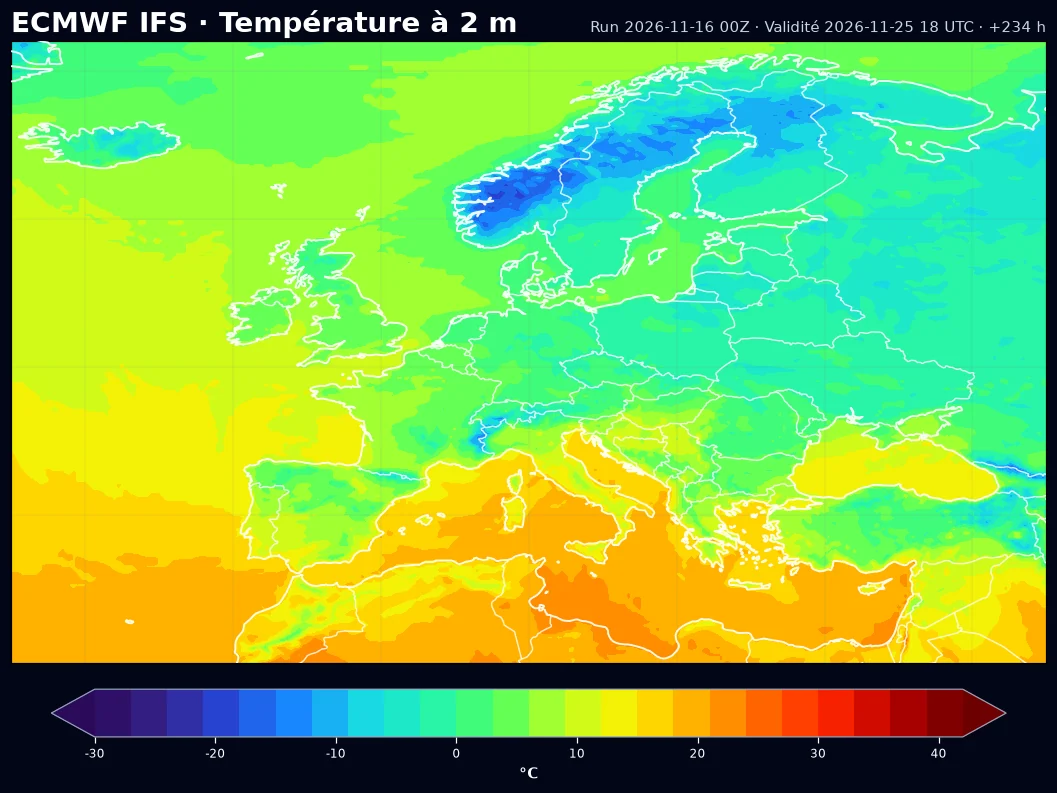 ECMWF IFS · Température à 2 m
Run 2026-11-16 00Z · Validité 2026-11-25 18 UTC · +234 h
-30 -20 -10 0 10 20 30 40
°C